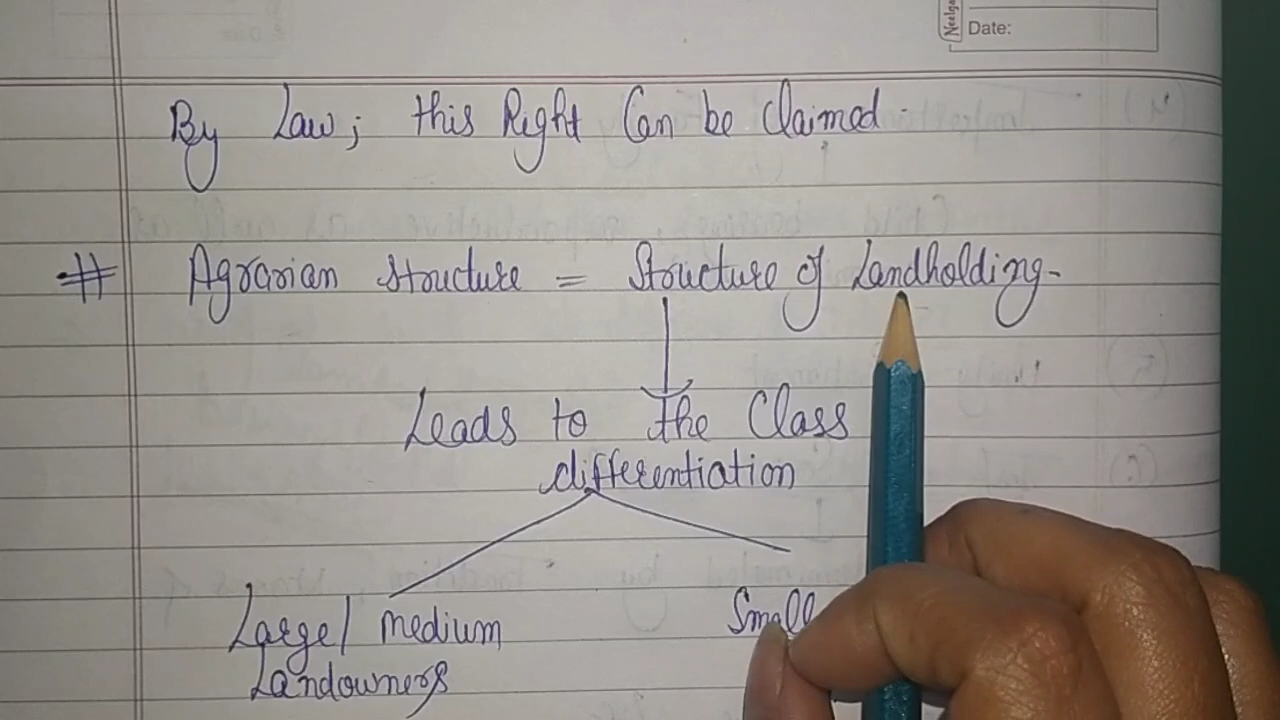 Date:
By Law; this Right Can be Claimed.
# Agrarian structure = Structure of Landholding-
Leads to the Class
differentiation
Large/medium Small
Landowners